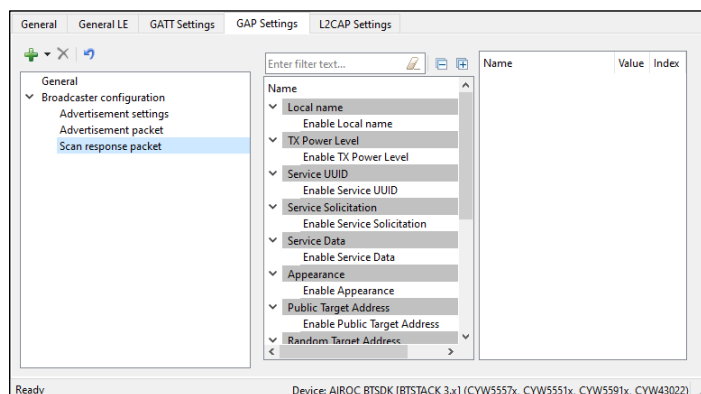 General General LE GATT Settings GAP Settings L2CAP Settings
General
Broadcaster configuration
Advertisement settings
Advertisement packet
Scan response packet
Enter filter text...
Name
Local name
Enable Local name
TX Power Level
Enable TX Power Level
Service UUID
Enable Service UUID
Service Solicitation
Enable Service Solicitation
Service Data
Enable Service Data
Appearance
Enable Appearance
Public Target Address
Enable Public Target Address
Random Target Address
Name Value Index
Ready Device: AIROC BTSDK [BTSTACK 3.x] (CYW5557x, CYW5551x, CYW5591x, CYW43022)